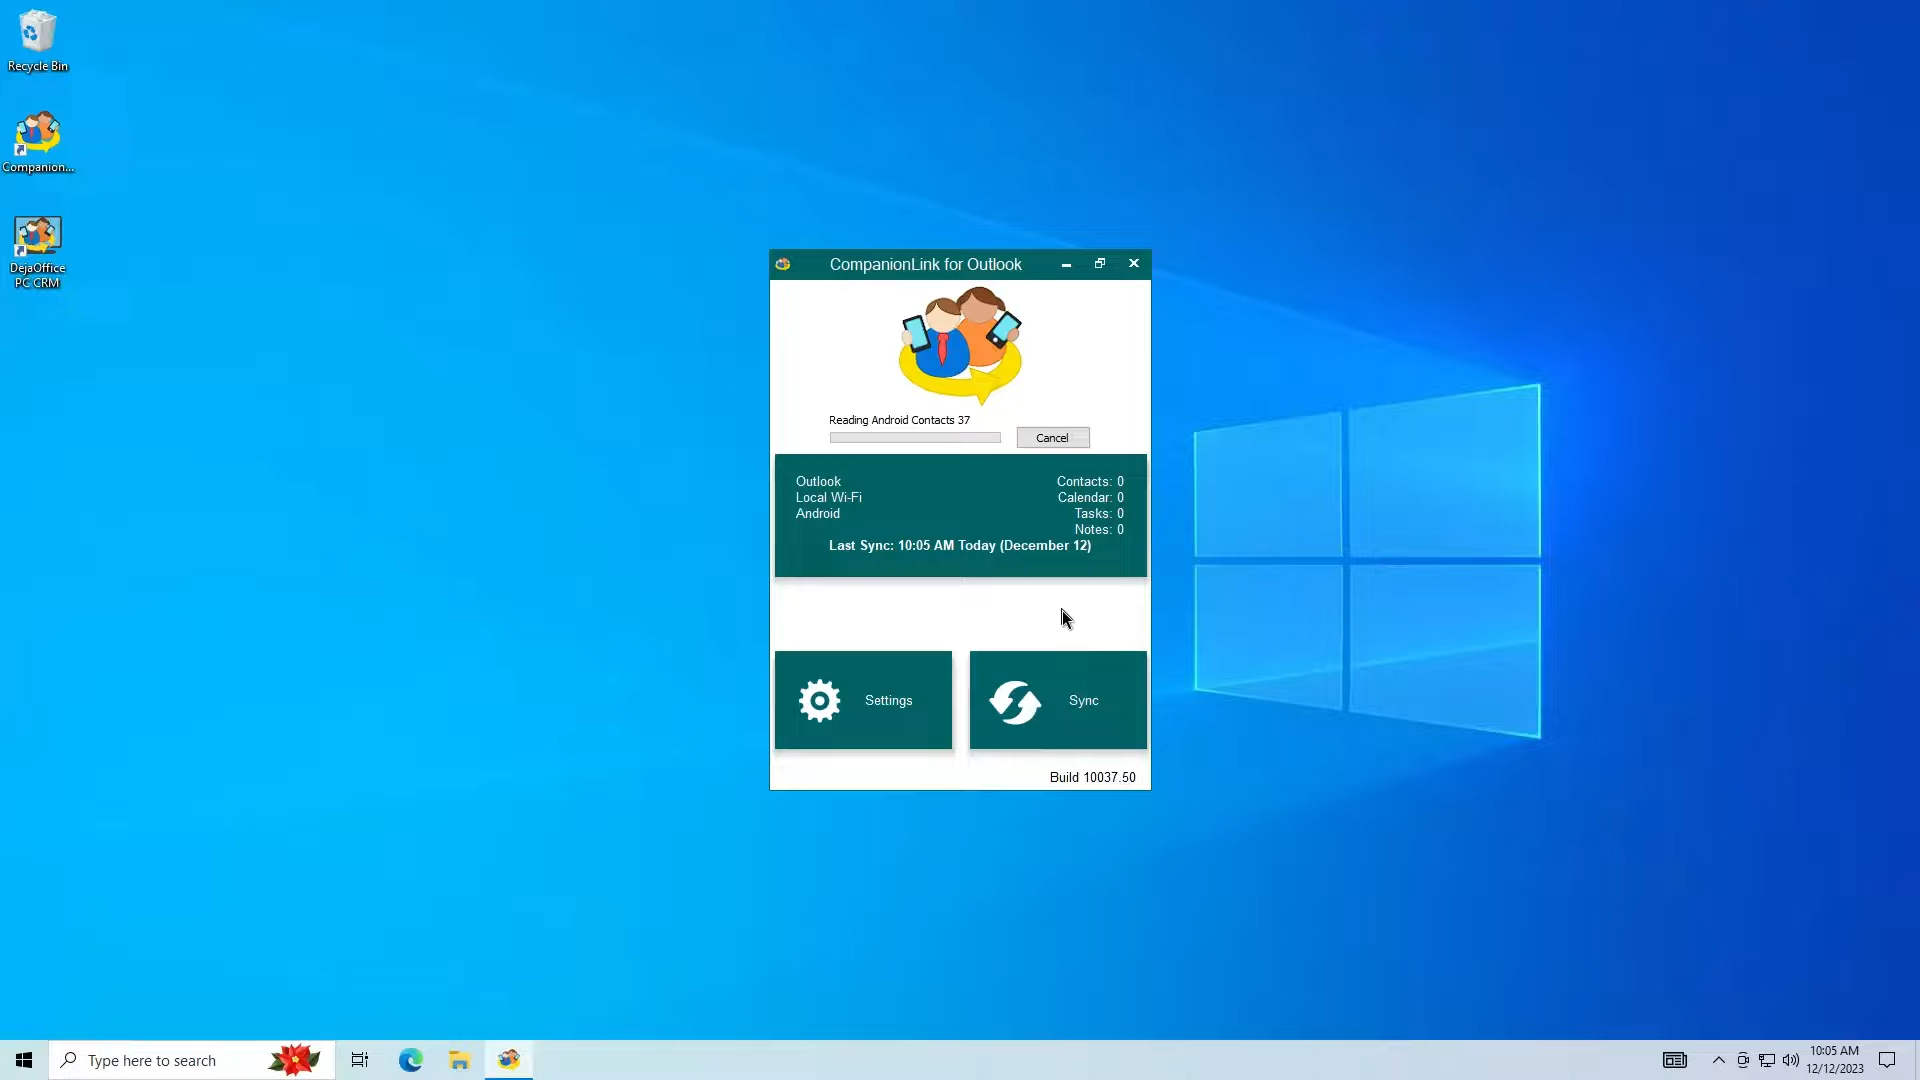 Recycle Bin
Companion...
DejaOffice
PC CRM
CompanionLink for Outlook
Reading Android Contacts 37
Cancel
Outlook Contacts: 0
Local Wi-Fi Calendar: 0
Android Tasks: 0
Notes: 0
Last Sync: 10:05 AM Today (December 12)
Settings
Sync
Build 10037.50
Type here to search
10:05 AM
12/12/2023